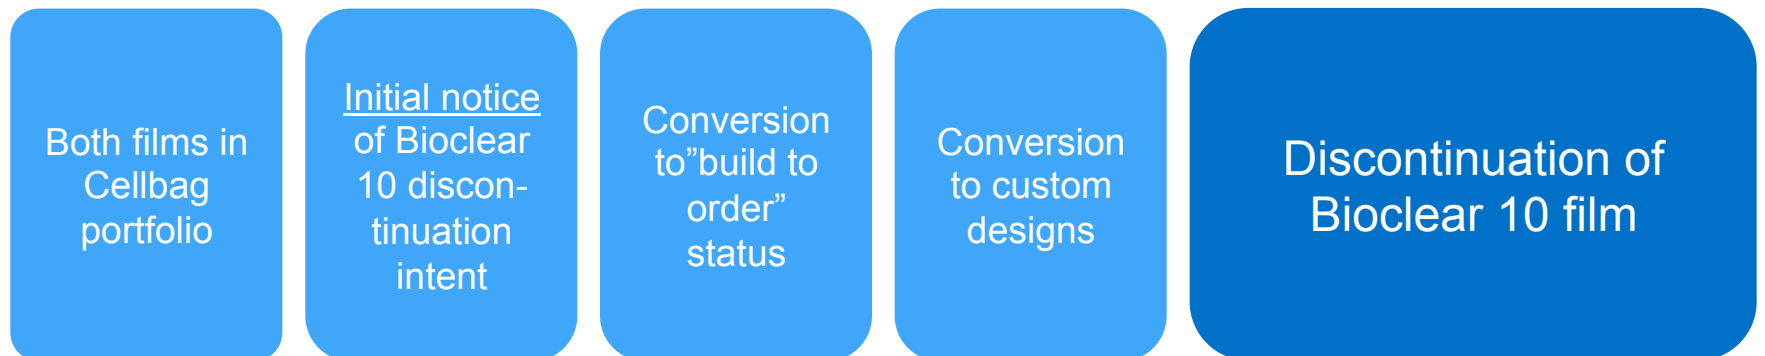 Both films in
Cellbag
portfolio
Initial notice
of Bioclear
10 discon-
tinuation
intent
Conversion
to”build to
order”
status
Conversion
to custom
designs
Discontinuation of
Bioclear 10 film